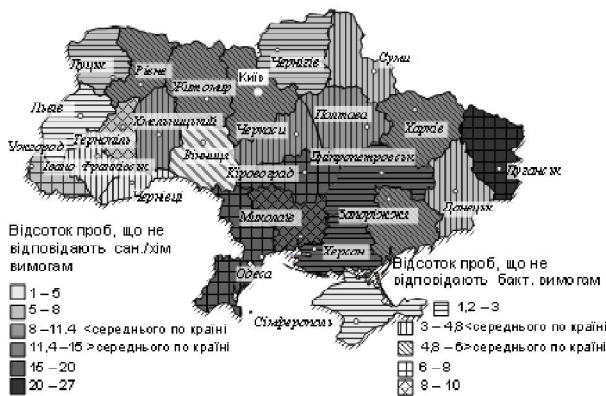 Луцьк
Рівне
Житомир
Київ
Чернігів
Суми
Львів
Тернопіль
Хмельницький
Черкаси
Полтава
Харків
Ужгород
Івано Франківськ
Вінниця
Кіровоград
Дніпропетровськ
Луганськ
Чернівці
Миколаїв
Запоріжжя
Донецьк
Одеса
Херсон
Сімферополь
Відсоток проб, що не
відповідають сан./хім
вимогам
1 – 5
5 – 8
8 –11,4 <середнього по країні
11,4–15 >середнього по країні
15 – 20
20 – 27
Відсоток проб, що не
відповідають бакт. вимогам
1,2 – 3
3 – 4,8<середнього по країні
4,8 – 6>середнього по країні
6 – 8
8 – 10